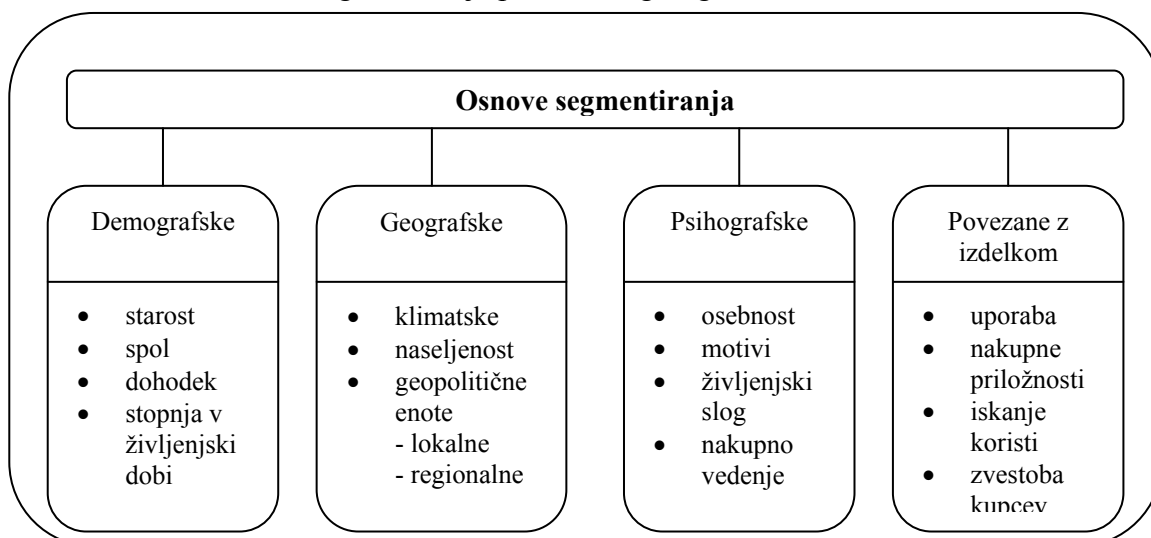 Osnove segmentiranja
Demografske
• starost
• spol
• dohodek
• stopnja v
življenjski
dobi
Geografske
• klimatske
• naseljenost
• geopolitične
enote
- lokalne
- regionalne
Psihografske
• osebnost
• motivi
• življenjski
slog
• nakupno
vedenje
Povezane z
izdelkom
• uporaba
• nakupne
priložnosti
• iskanje
koristi
• zvestoba
kupcev